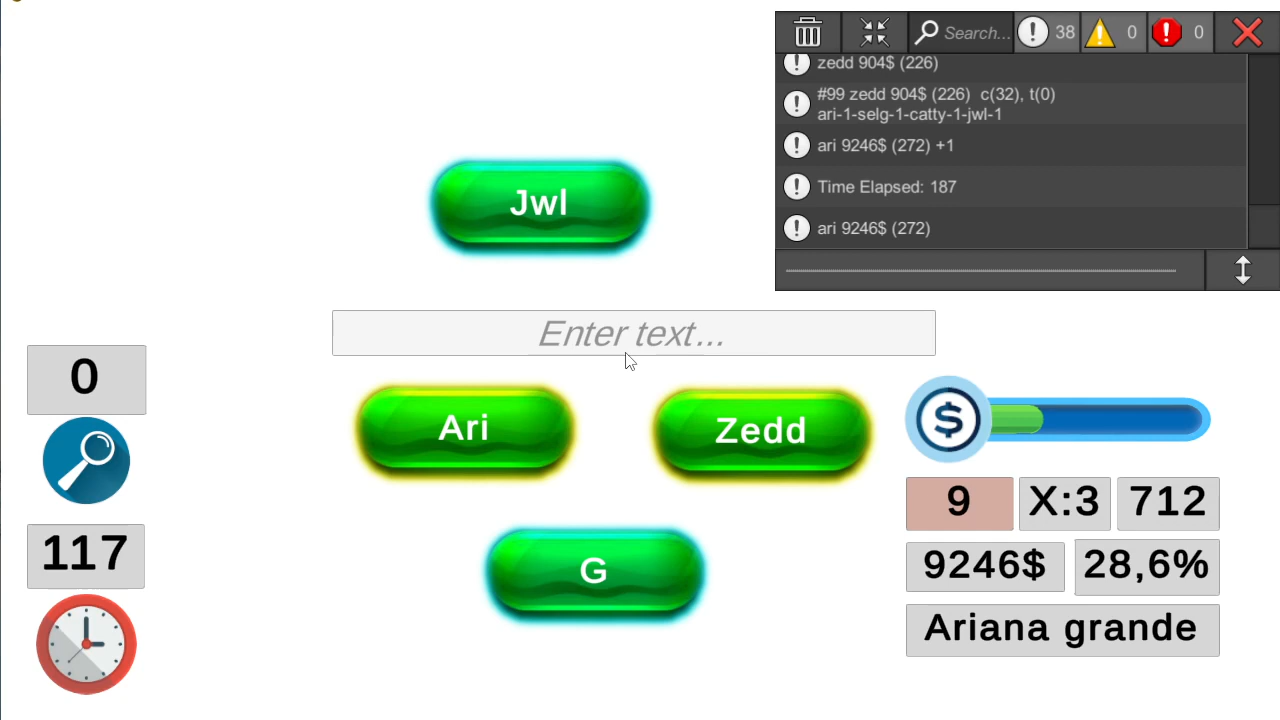 Search...
38
0
0
zedd 904$ (226)
#99 zedd 904$ (226)  c(32), t(0)
ari-1-selg-1-catty-1-jwl-1
ari 9246$ (272) +1
Time Elapsed: 187
ari 9246$ (272)
Jwl
Enter text...
0
Ari
Zedd
$
9
X:3
712
117
G
9246$
28,6%
Ariana grande